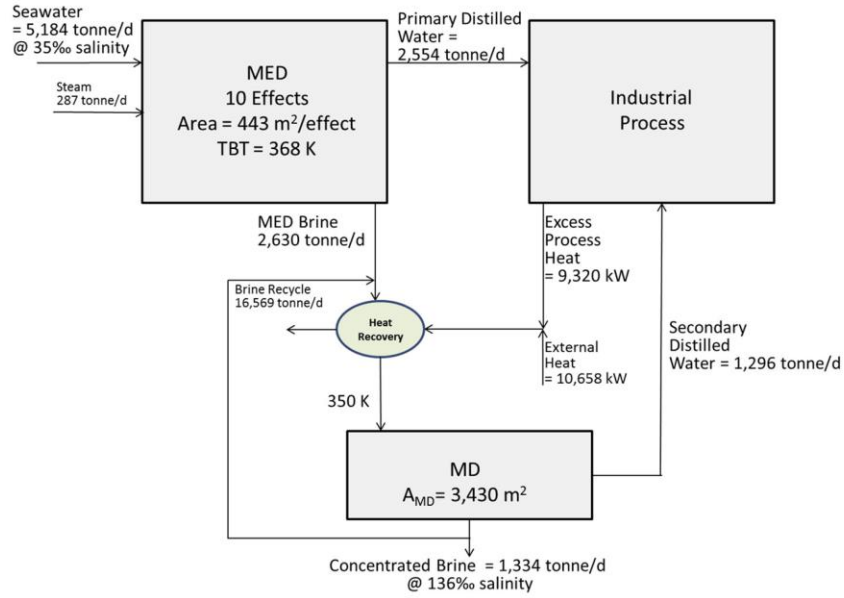 Seawater
= 5,184 tonne/d
@ 35‰ salinity
Steam
287 tonne/d
MED
10 Effects
Area = 443 m²/effect
TBT = 368 K
Primary Distilled
Water =
2,554 tonne/d
Industrial
Process
MED Brine
2,630 tonne/d
Excess
Process
Heat
= 9,320 kW
Brine Recycle
16,569 tonne/d
Heat
Recovery
External
Heat
= 10,658 kW
Secondary
Distilled
Water = 1,296 tonne/d
350 K
MD
A_MD= 3,430 m²
Concentrated Brine = 1,334 tonne/d
@ 136‰ salinity